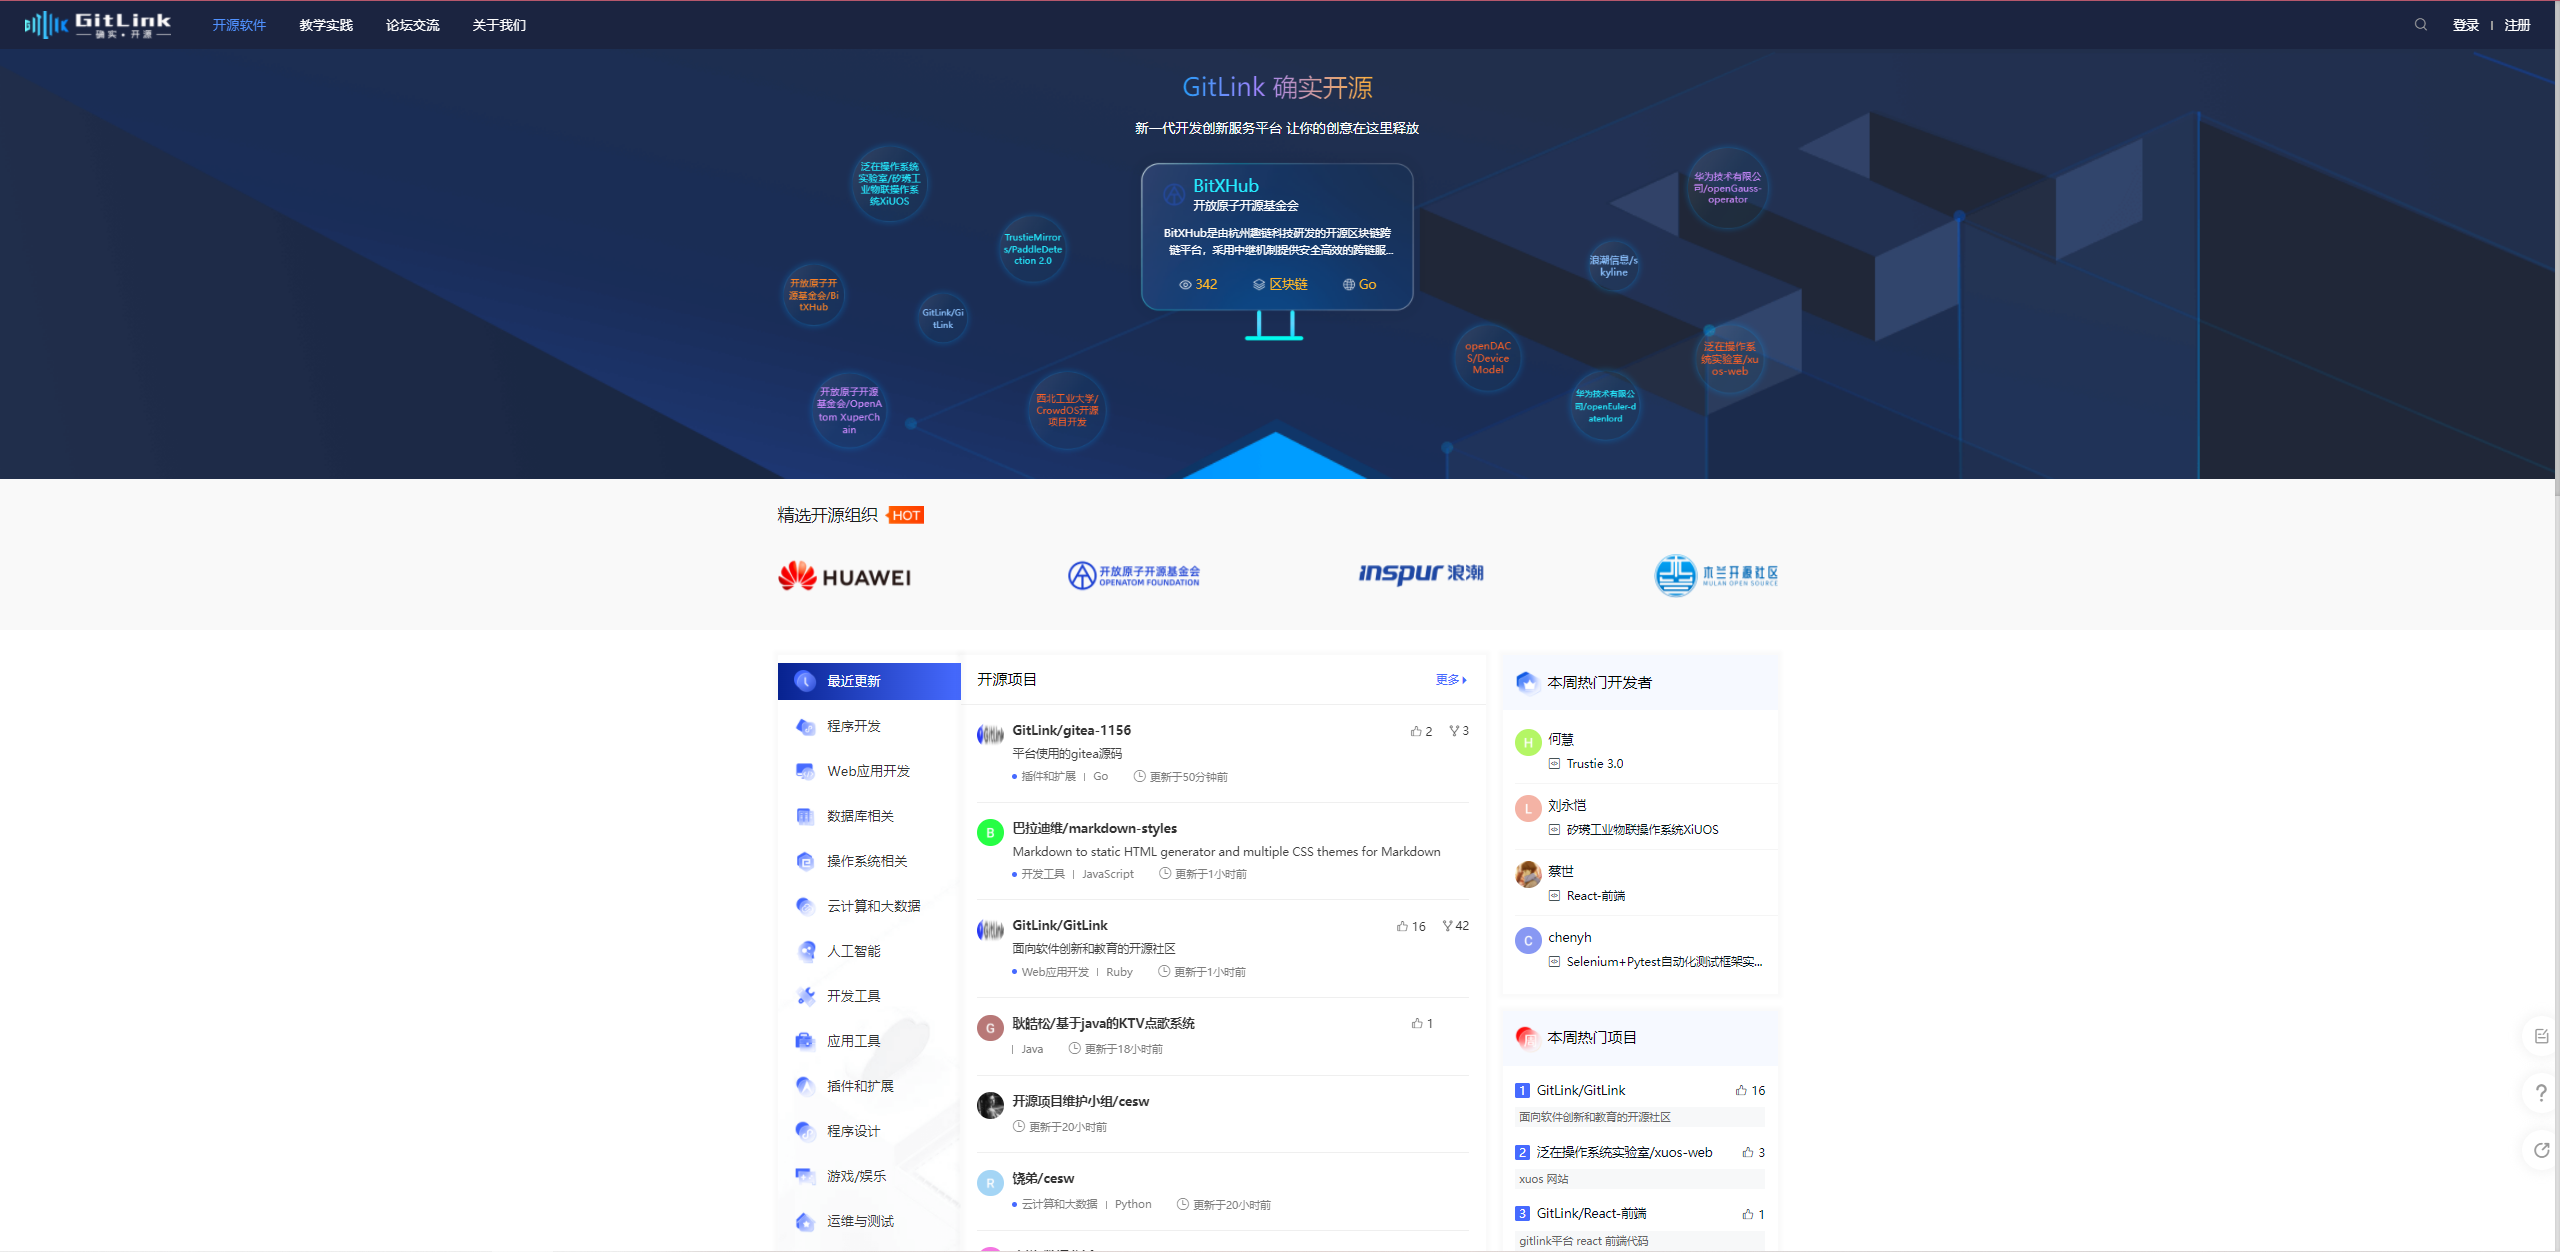 GitLink
确实·开源
开源软件
教学实践
论坛交流
关于我们
登录 | 注册
GitLink 确实开源
新一代开发创新服务平台 让你的创意在这里释放
泛在操作系统
实验室/矽璓工
业物联操作系
统XiUOS
TrustieMirror
s/PaddleDete
ction 2.0
开放原子开
源基金会/Bi
tXHub
GitLink/Gi
tLink
开放原子开源
基金会/OpenA
tom XuperCh
ain
西北工业大学/
CrowdOS开源
项目开发
BitXHub
开放原子开源基金会
BitXHub是由杭州趣链科技研发的开源区块链跨
链平台，采用中继机制提供安全高效的跨链服...
342
区块链
Go
华为技术有限公
司/openGauss-
operator
浪潮信息/s
kyline
openDAC
S/Device
Model
泛在操作系
统实验室/xu
os-web
华为技术有限公
司/openEuler-d
atenlord
精选开源组织 HOT
HUAWEI
开放原子开源基金会
OPENATOM FOUNDATION
inspur 浪潮
木兰开源社区
MULAN OPEN SOURCE
最近更新
程序开发
Web应用开发
数据库相关
操作系统相关
云计算和大数据
人工智能
开发工具
应用工具
插件和扩展
程序设计
游戏/娱乐
运维与测试
开源项目
更多
GitLink
GitLink/gitea-1156
2 3
平台使用的gitea源码
插件和扩展 | Go 更新于50分钟前
B
巴拉迪维/markdown-styles
Markdown to static HTML generator and multiple CSS themes for Markdown
开发工具 | JavaScript 更新于1小时前
GitLink
GitLink/GitLink
16 42
面向软件创新和教育的开源社区
Web应用开发 | Ruby 更新于1小时前
G
耿皓松/基于java的KTV点歌系统
1
| Java 更新于18小时前
开源项目维护小组/cesw
更新于20小时前
R
饶弟/cesw
云计算和大数据 | Python 更新于20小时前
本周热门开发者
H
何慧
Trustie 3.0
L
刘永恺
矽璓工业物联操作系统XiUOS
蔡世
React-前端
C
chenyh
Selenium+Pytest自动化测试框架实...
本周热门项目
1 GitLink/GitLink 16
面向软件创新和教育的开源社区
2 泛在操作系统实验室/xuos-web 3
xuos 网站
3 GitLink/React-前端 1
gitlink平台 react 前端代码
?